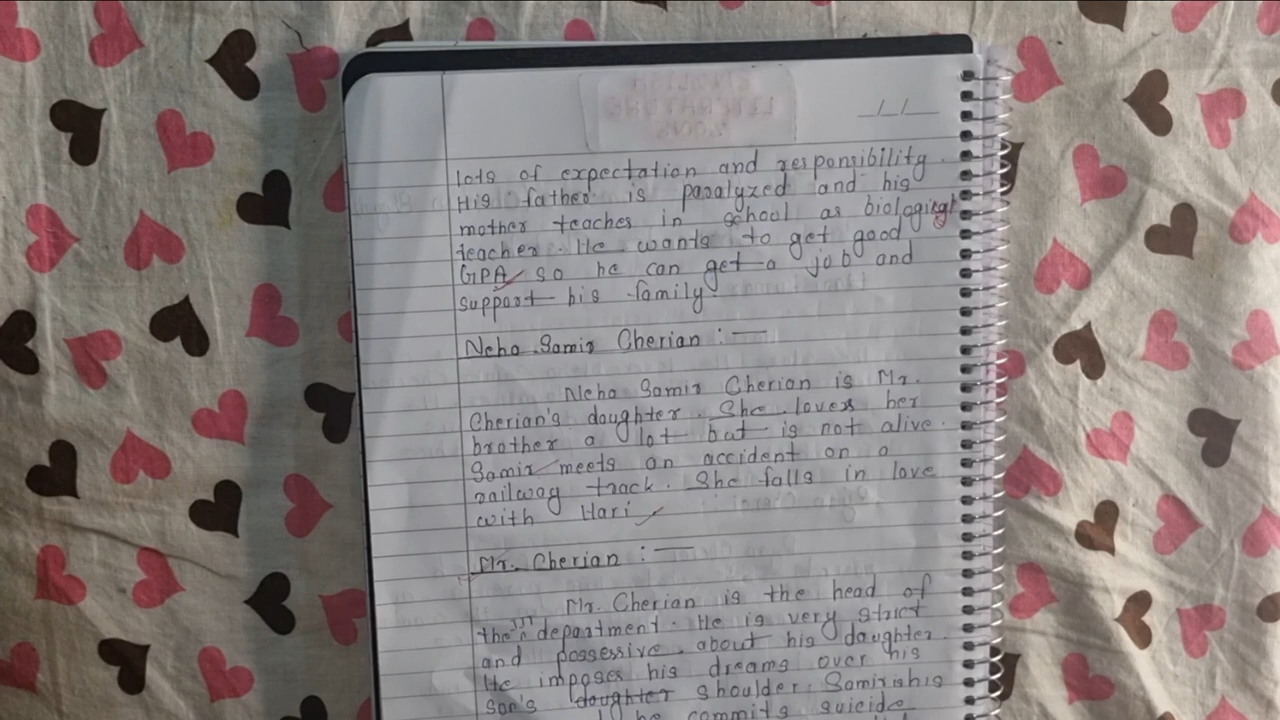 __/__/____
lots of expectation and responsibility.
His father is paralyzed and his
mother teaches in school as biological
teacher. He wants to get good
GPA so he can get a job and
support his family.
Neha Samir Cherian :—
Neha Samir Cherian is Mr.
Cherian's daughter. She loves her
brother a lot but is not alive.
Samir meets an accident on a
railway track. She falls in love
with Hari
Mr. Cherian :—
Mr. Cherian is the head of
the IIT department. He is very strict
and possessive about his daughter.
He imposes his dreams over his
son's daughter shoulder. Samir is his
he commits suicide